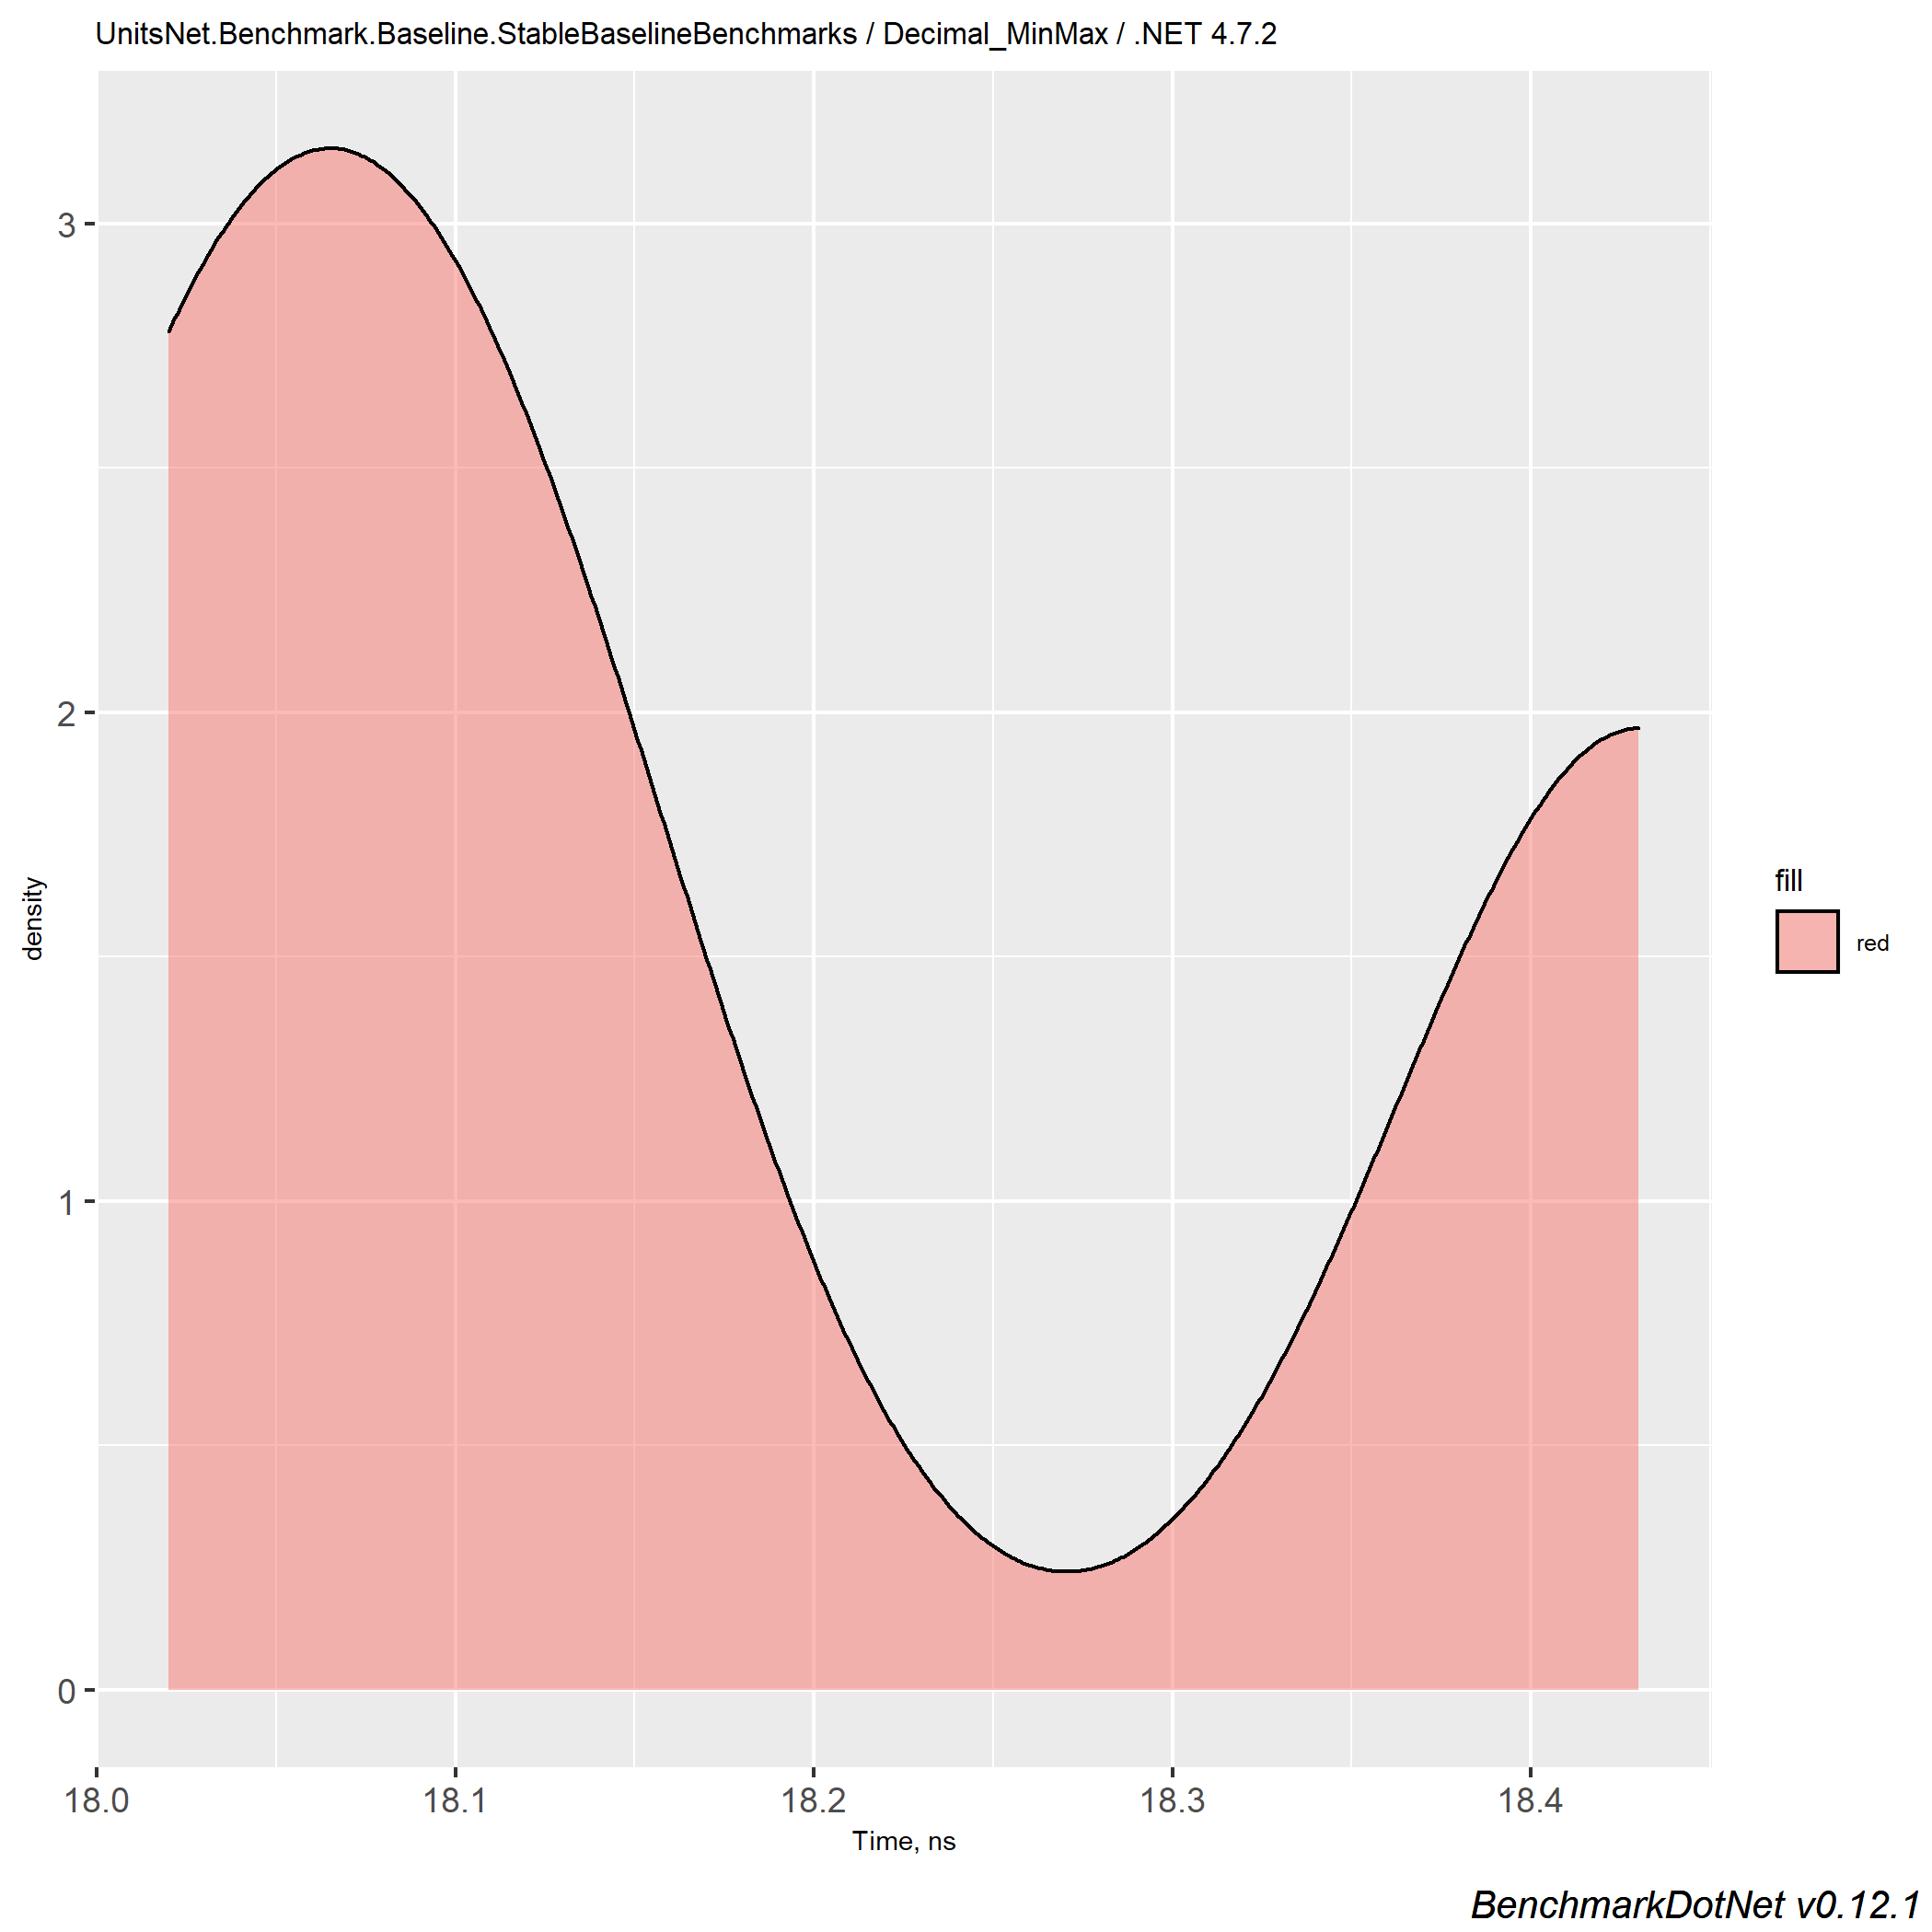 UnitsNet.Benchmark.Baseline.StableBaselineBenchmarks / Decimal_MinMax / .NET 4.7.2
3
2
1
0
density
18.0 18.1 18.2 18.3 18.4
Time, ns
fill
red
BenchmarkDotNet v0.12.1